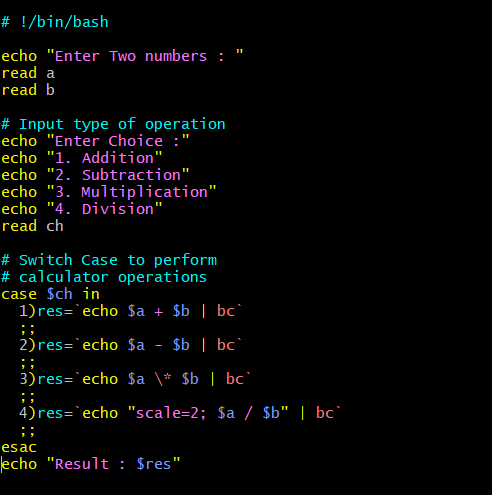 # !/bin/bash
echo "Enter Two numbers : "
read a
read b
# Input type of operation
echo "Enter Choice :"
echo "1. Addition"
echo "2. Subtraction"
echo "3. Multiplication"
echo "4. Division"
read ch
# Switch Case to perform
# calculator operations
case $ch in
  1)res=`echo $a + $b | bc`
  ;;
  2)res=`echo $a - $b | bc`
  ;;
  3)res=`echo $a \* $b | bc`
  ;;
  4)res=`echo "scale=2; $a / $b" | bc`
  ;;
esac
echo "Result : $res"